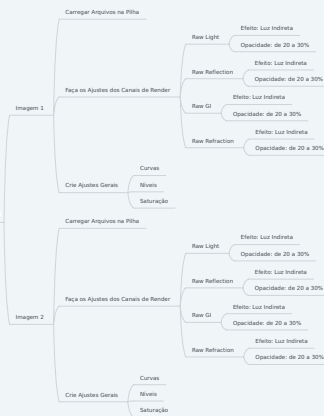 Imagem 1
Carregar Arquivos na Pilha
Faça os Ajustes dos Canais de Render
Raw Light
Efeito: Luz Indireta
Opacidade: de 20 a 30%
Raw Reflection
Efeito: Luz Indireta
Opacidade: de 20 a 30%
Raw GI
Efeito: Luz Indireta
Opacidade: de 20 a 30%
Raw Refraction
Efeito: Luz Indireta
Opacidade: de 20 a 30%
Crie Ajustes Gerais
Curvas
Níveis
Saturação
Imagem 2
Carregar Arquivos na Pilha
Faça os Ajustes dos Canais de Render
Raw Light
Efeito: Luz Indireta
Opacidade: de 20 a 30%
Raw Reflection
Efeito: Luz Indireta
Opacidade: de 20 a 30%
Raw GI
Efeito: Luz Indireta
Opacidade: de 20 a 30%
Raw Refraction
Efeito: Luz Indireta
Opacidade: de 20 a 30%
Crie Ajustes Gerais
Curvas
Níveis
Saturação